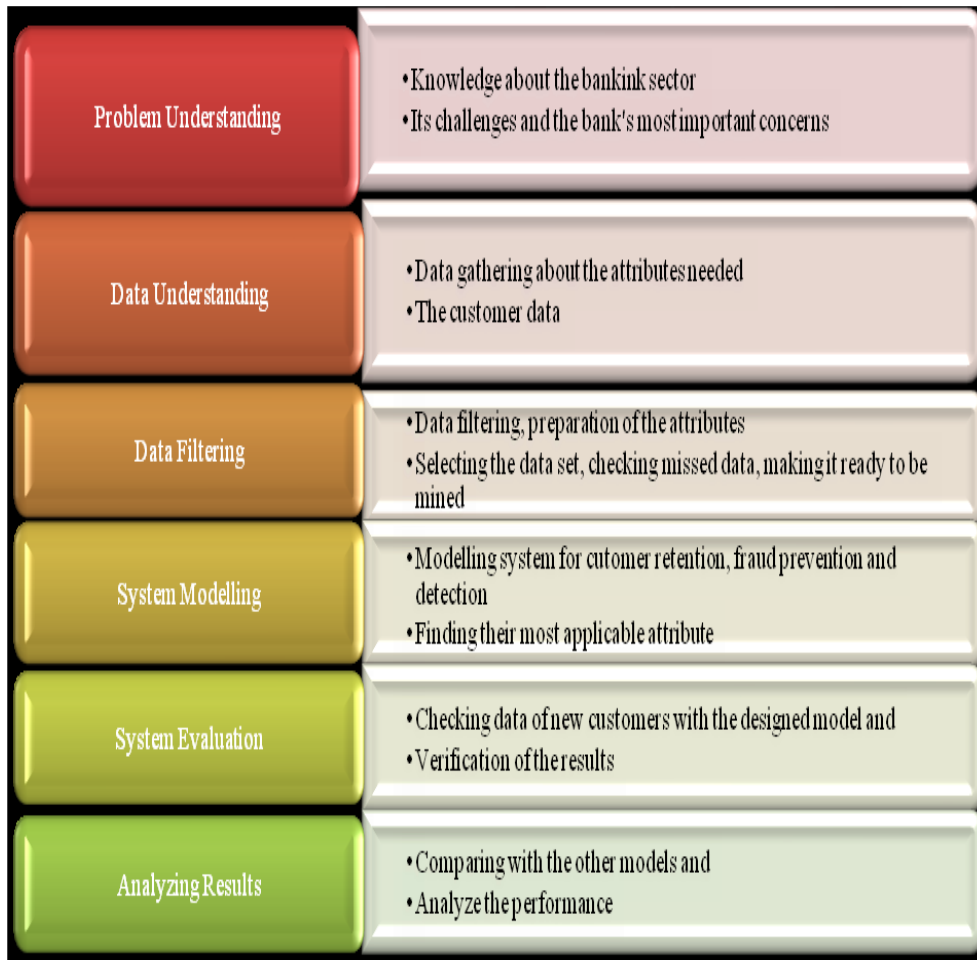 Problem Understanding
•Knowledge about the bankink sector
•Its challenges and the bank's most important concerns
Data Understanding
•Data gathering about the attributes needed
•The customer data
Data Filtering
•Data filtering, preparation of the attributes
•Selecting the data set, checking missed data, making it ready to be
mined
System Modelling
•Modelling system for cutomer retention, fraud prevention and
detection
•Finding their most applicable attribute
System Evaluation
•Checking data of new customers with the designed model and
•Verification of the results
Analyzing Results
•Comparing with the other models and
•Analyze the performance